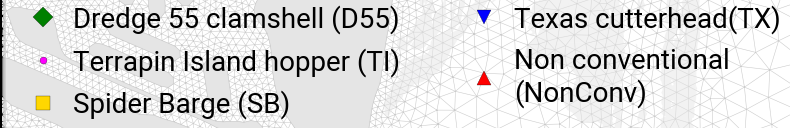 Dredge 55 clamshell (D55)
Terrapin Island hopper (TI)
Spider Barge (SB)
Texas cutterhead(TX)
Non conventional
(NonConv)